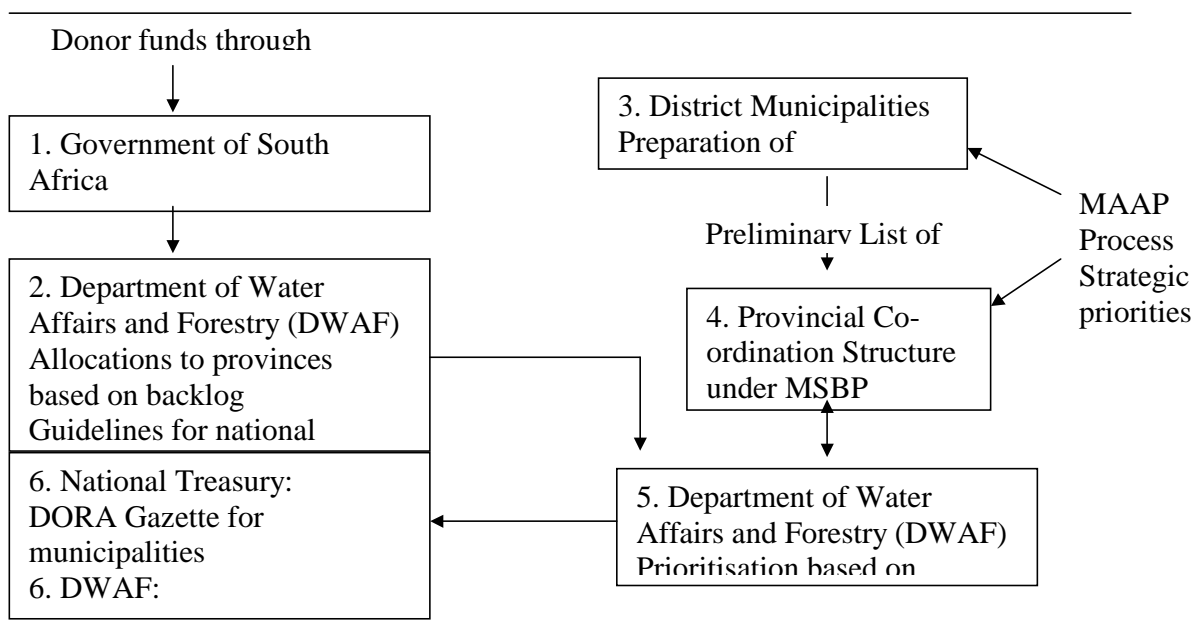 Donor funds through
1. Government of South
Africa
2. Department of Water
Affairs and Forestry (DWAF)
Allocations to provinces
based on backlog
Guidelines for national
6. National Treasury:
DORA Gazette for
municipalities
6. DWAF:
3. District Municipalities
Preparation of
Preliminary List of
4. Provincial Co-
ordination Structure
under MSBP
5. Department of Water
Affairs and Forestry (DWAF)
Prioritisation based on
MAAP
Process
Strategic
priorities